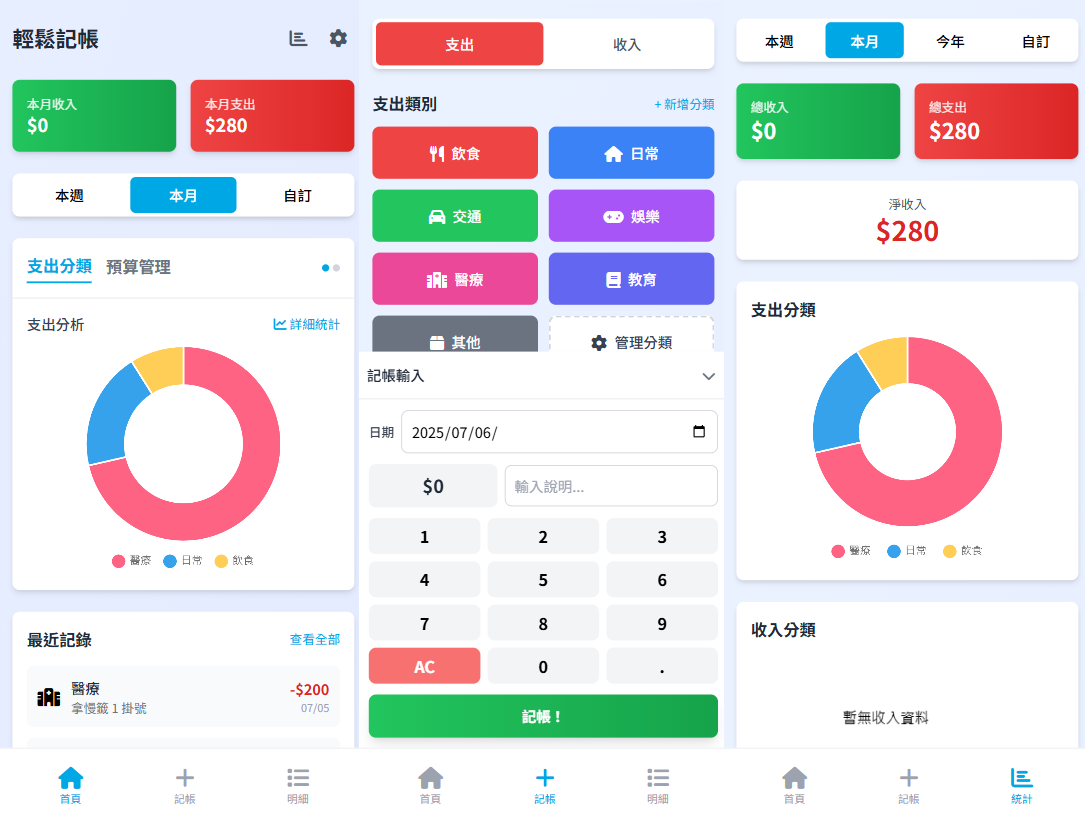 輕鬆記帳
本月收入
$0
本月支出
$280
本週
本月
自訂
支出分類
預算管理
支出分析
詳細統計
醫療
日常
飲食
最近記錄
查看全部
醫療
-$200
拿慢籤 1 掛號
07/05
首頁
記帳
明細
支出
收入
支出類別
+ 新增分類
飲食
日常
交通
娛樂
醫療
教育
其他
管理分類
記帳輸入
日期
2025/07/06/
$0
輸入說明...
1
2
3
4
5
6
7
8
9
AC
0
.
記帳！
首頁
記帳
明細
本週
本月
今年
自訂
總收入
$0
總支出
$280
淨收入
$280
支出分類
醫療
日常
飲食
收入分類
暫無收入資料
首頁
記帳
統計